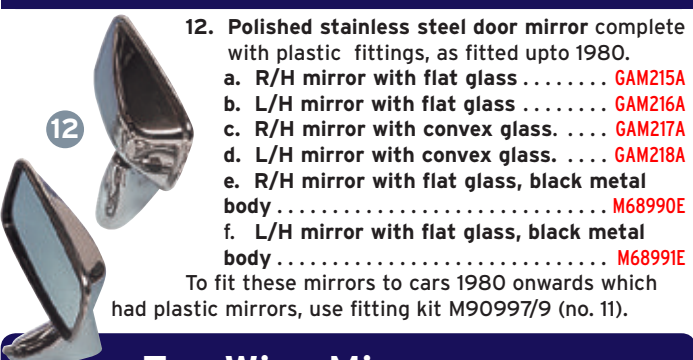 12. Polished stainless steel door mirror complete
with plastic fittings, as fitted upto 1980.
a. R/H mirror with flat glass ........ GAM215A
b. L/H mirror with flat glass ........ GAM216A
c. R/H mirror with convex glass. .... GAM217A
d. L/H mirror with convex glass. .... GAM218A
e. R/H mirror with flat glass, black metal
body ............................... M68990E
f. L/H mirror with flat glass, black metal
body ............................... M68991E
12
To fit these mirrors to cars 1980 onwards which
had plastic mirrors, use fitting kit M90997/9 (no. 11).